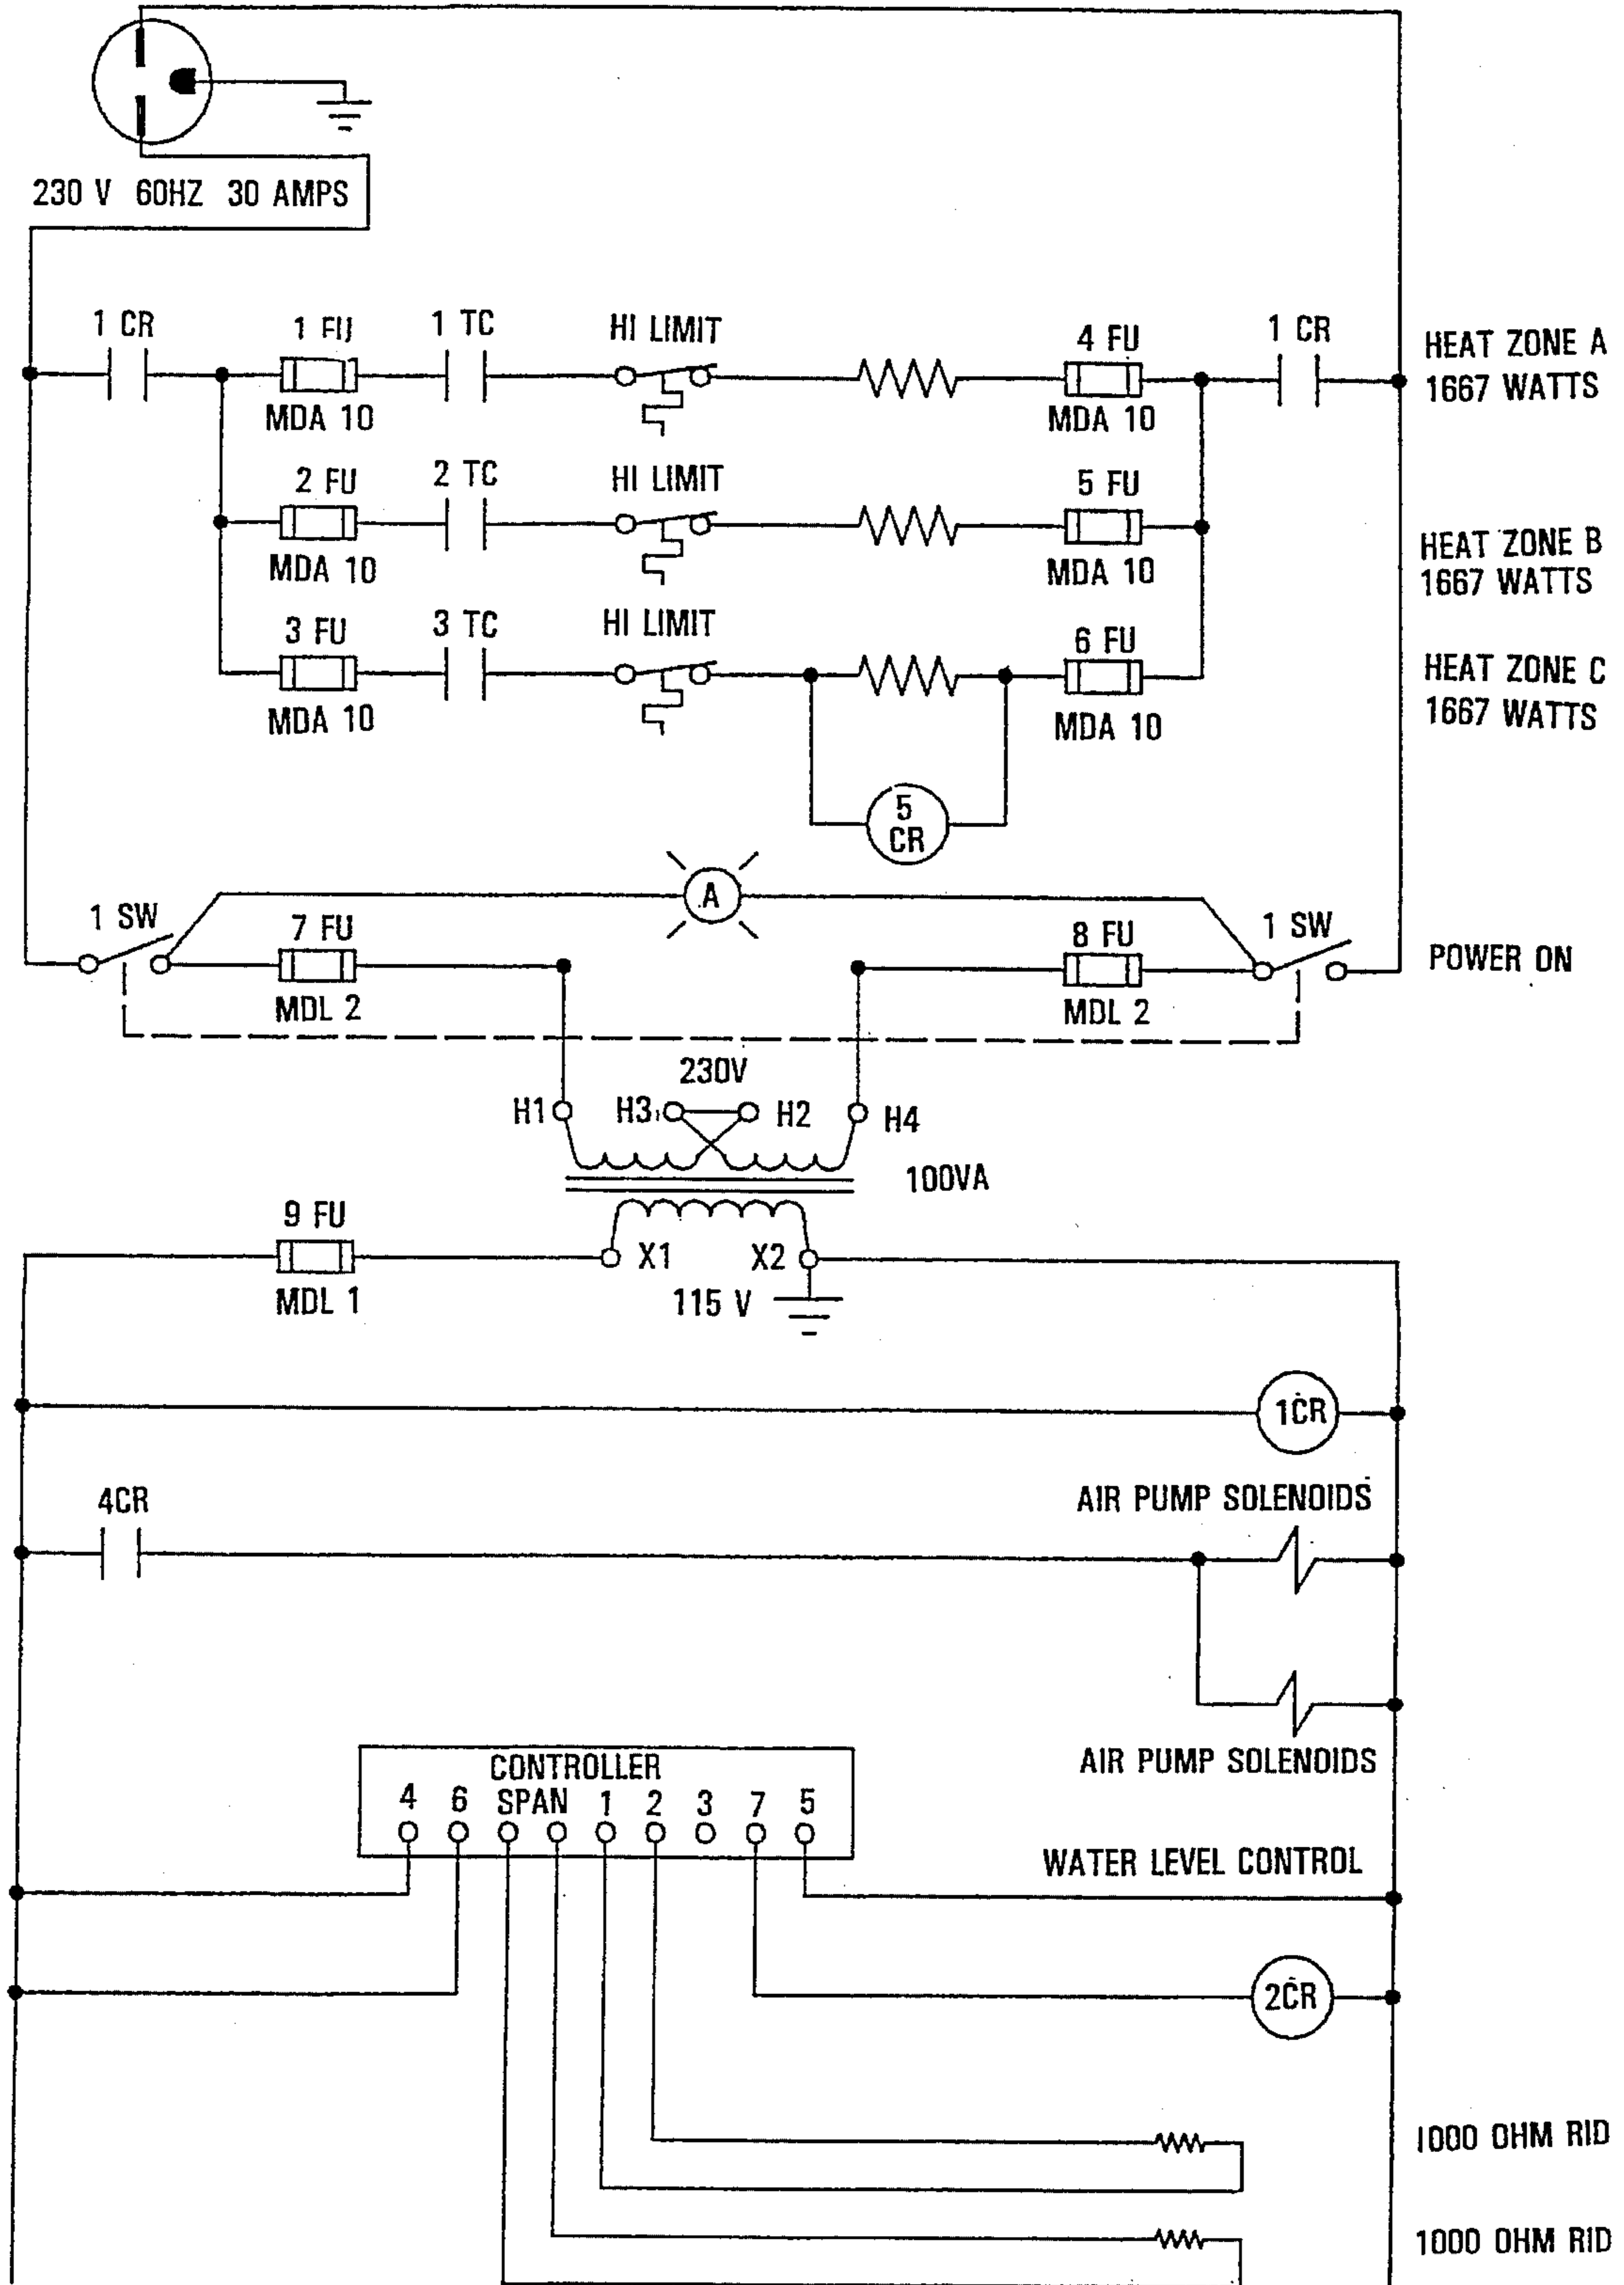 230 V 60HZ 30 AMPS
1 CR
1 FU
1 TC
HI LIMIT
4 FU
1 CR
HEAT ZONE A
1667 WATTS
MDA 10
MDA 10
2 FU
2 TC
HI LIMIT
5 FU
HEAT ZONE B
1667 WATTS
MDA 10
MDA 10
3 FU
3 TC
HI LIMIT
6 FU
HEAT ZONE C
1667 WATTS
MDA 10
MDA 10
5
CR
A
1 SW
7 FU
8 FU
1 SW
POWER ON
MDL 2
MDL 2
230V
H1
H3
H2
H4
100VA
9 FU
X1
X2
MDL 1
115 V
1CR
4CR
AIR PUMP SOLENOIDS
AIR PUMP SOLENOIDS
CONTROLLER
4 6 SPAN 1 2 3 7 5
WATER LEVEL CONTROL
2CR
1000 OHM RID
1000 OHM RID